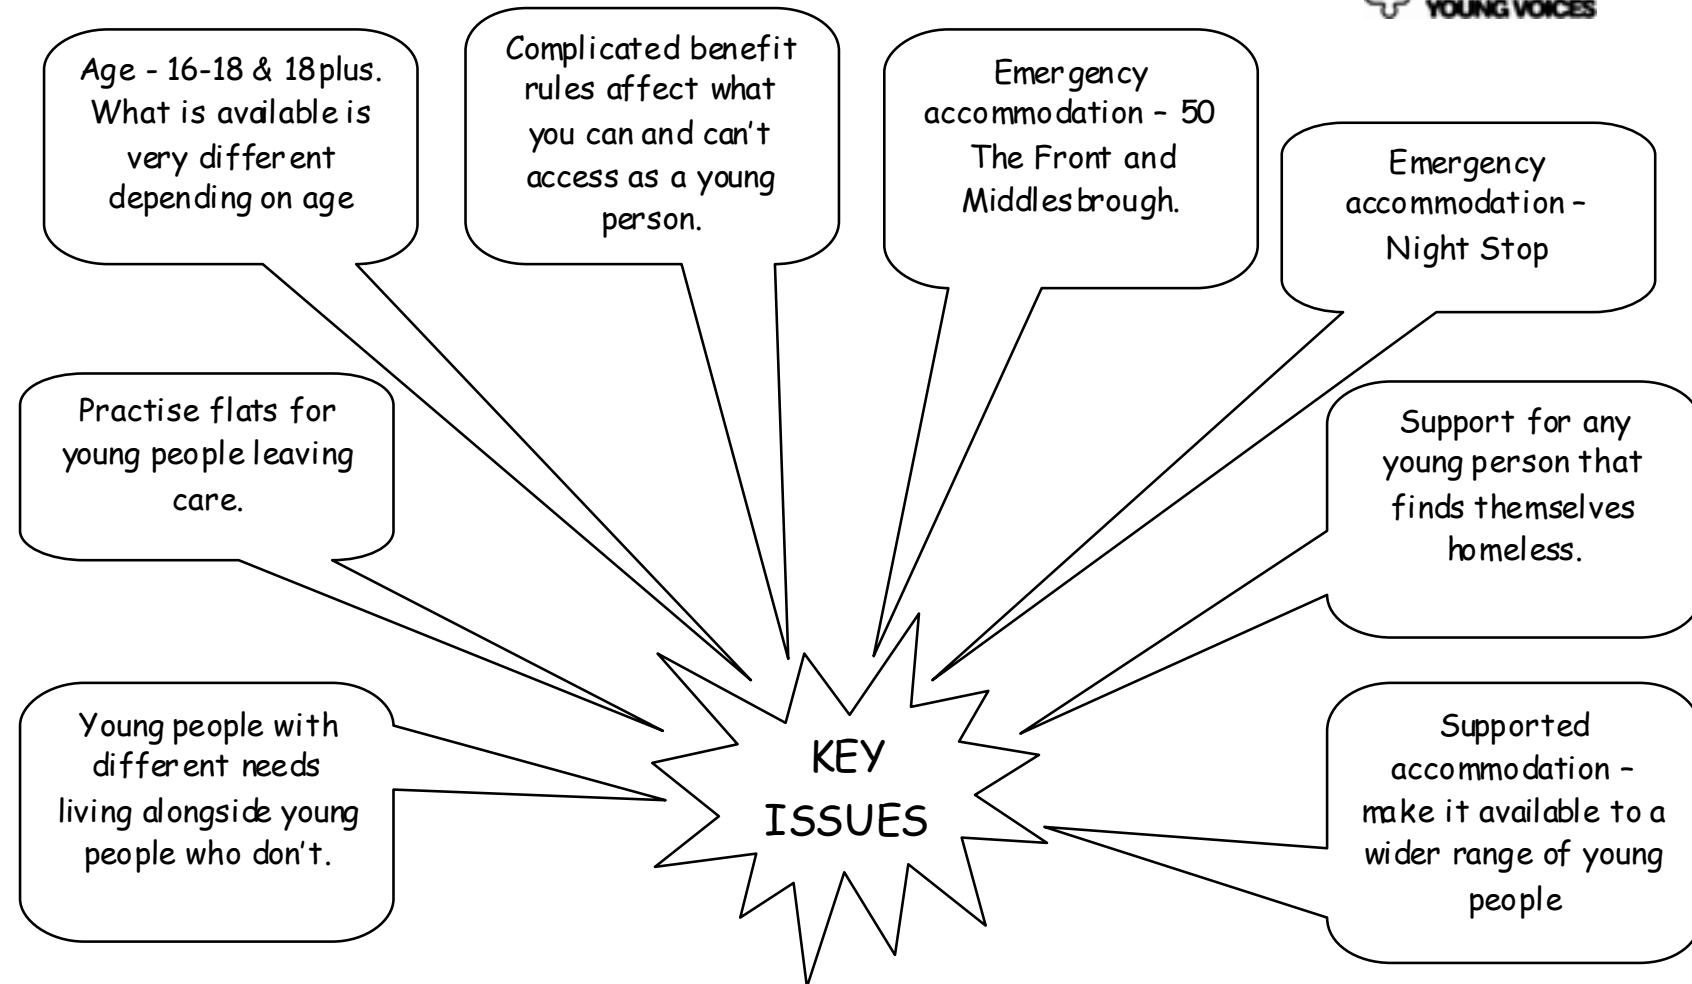 YOUNG VOICES
Age - 16-18 & 18plus.
What is available is
very different
depending on age
Complicated benefit
rules affect what
you can and can't
access as a young
person.
Emergency
accommodation – 50
The Front and
Middlesbrough.
Emergency
accommodation –
Night Stop
Practise flats for
young people leaving
care.
Support for any
young person that
finds themselves
homeless.
Young people with
different needs
living alongside young
people who don't.
KEY
ISSUES
Supported
accommodation –
make it available to a
wider range of young
people